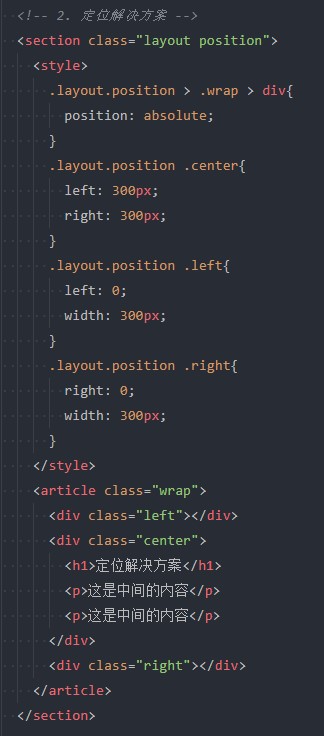 <!-- 2. 定位解决方案 -->
<section class="layout position">
<style>
.layout.position > .wrap > div{
position: absolute;
}
.layout.position .center{
left: 300px;
right: 300px;
}
.layout.position .left{
left: 0;
width: 300px;
}
.layout.position .right{
right: 0;
width: 300px;
}
</style>
<article class="wrap">
<div class="left"></div>
<div class="center">
<h1>定位解决方案</h1>
<p>这是中间的内容</p>
<p>这是中间的内容</p>
</div>
<div class="right"></div>
</article>
</section>